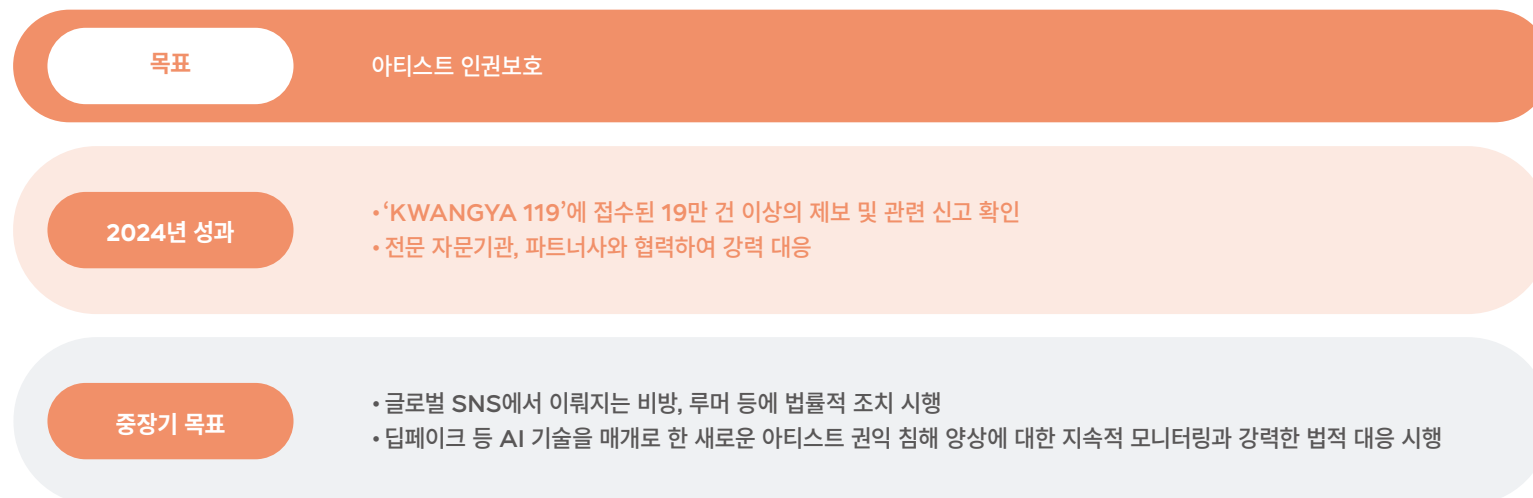 목표
아티스트 인권보호
2024년 성과
• ‘KWANGYA 119’에 접수된 19만 건 이상의 제보 및 관련 신고 확인
• 전문 자문기관, 파트너사와 협력하여 강력 대응
중장기 목표
• 글로벌 SNS에서 이뤄지는 비방, 루머 등에 법률적 조치 시행
• 딥페이크 등 AI 기술을 매개로 한 새로운 아티스트 권익 침해 양상에 대한 지속적 모니터링과 강력한 법적 대응 시행